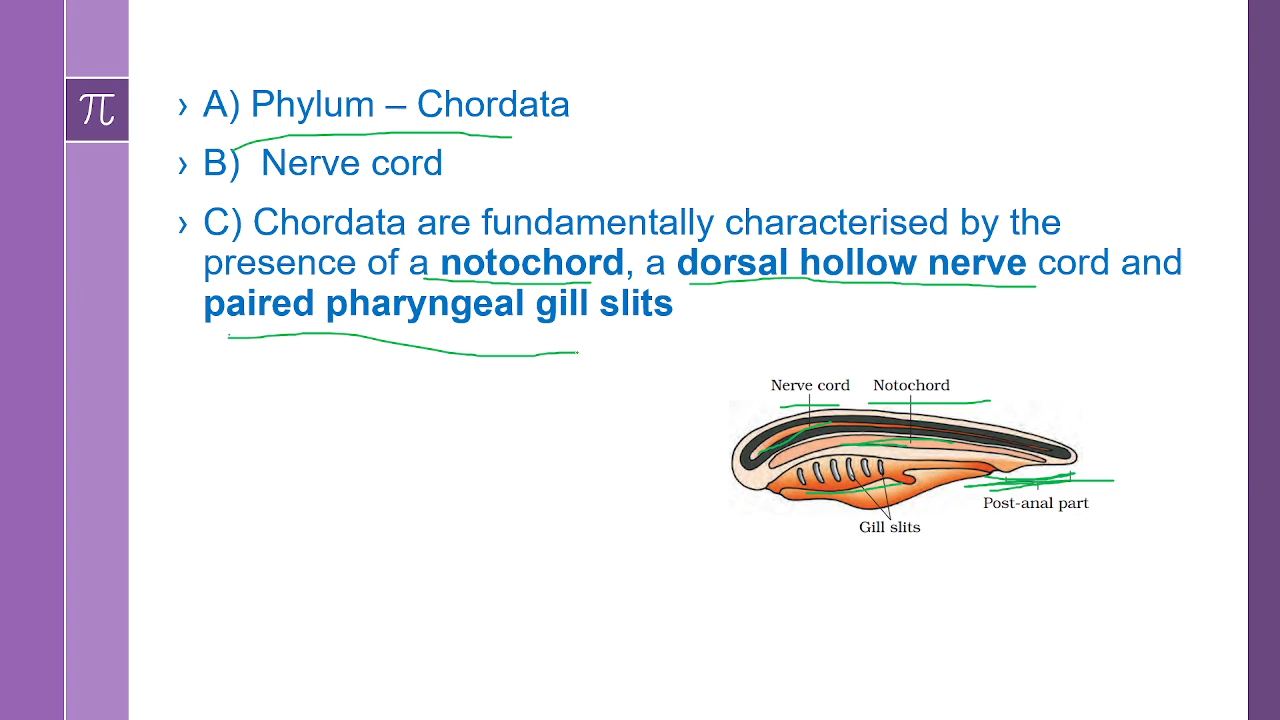 π
› A) Phylum – Chordata
› B) Nerve cord
› C) Chordata are fundamentally characterised by the
presence of a notochord, a dorsal hollow nerve cord and
paired pharyngeal gill slits
Nerve cord Notochord
Post-anal part
Gill slits